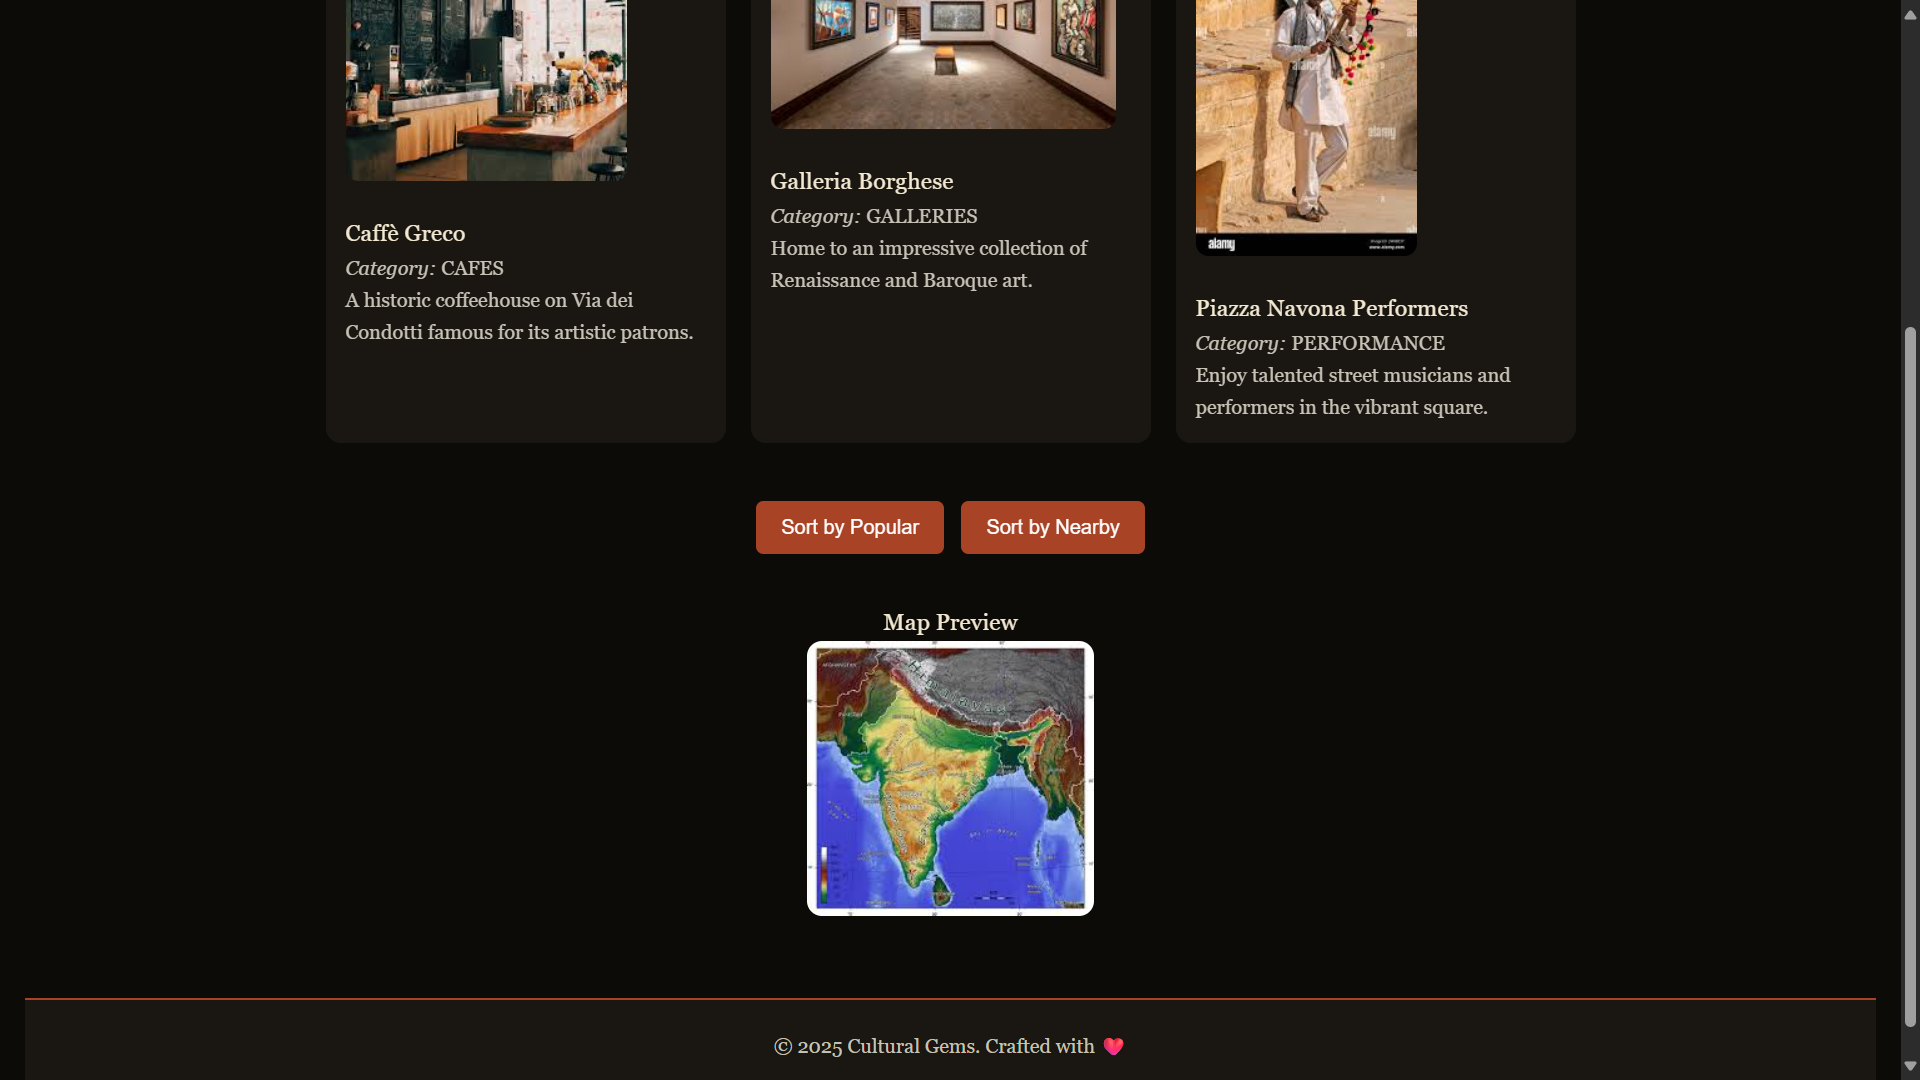 Caffè Greco
Category: CAFES
A historic coffeehouse on Via dei
Condotti famous for its artistic patrons.
Galleria Borghese
Category: GALLERIES
Home to an impressive collection of
Renaissance and Baroque art.
alamy
alamy
alamy
Piazza Navona Performers
Category: PERFORMANCE
Enjoy talented street musicians and
performers in the vibrant square.
Sort by Popular
Sort by Nearby
Map Preview
Himalayas
© 2025 Cultural Gems. Crafted with